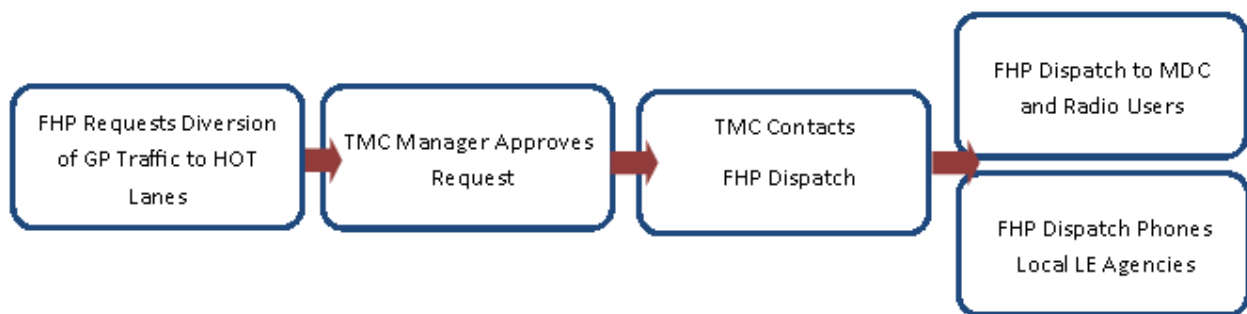 FHP Requests Diversion
of GP Traffic to HOT
Lanes
TMC Manager Approves
Request
TMC Contacts
FHP Dispatch
FHP Dispatch to MDC
and Radio Users
FHP Dispatch Phones
Local LE Agencies